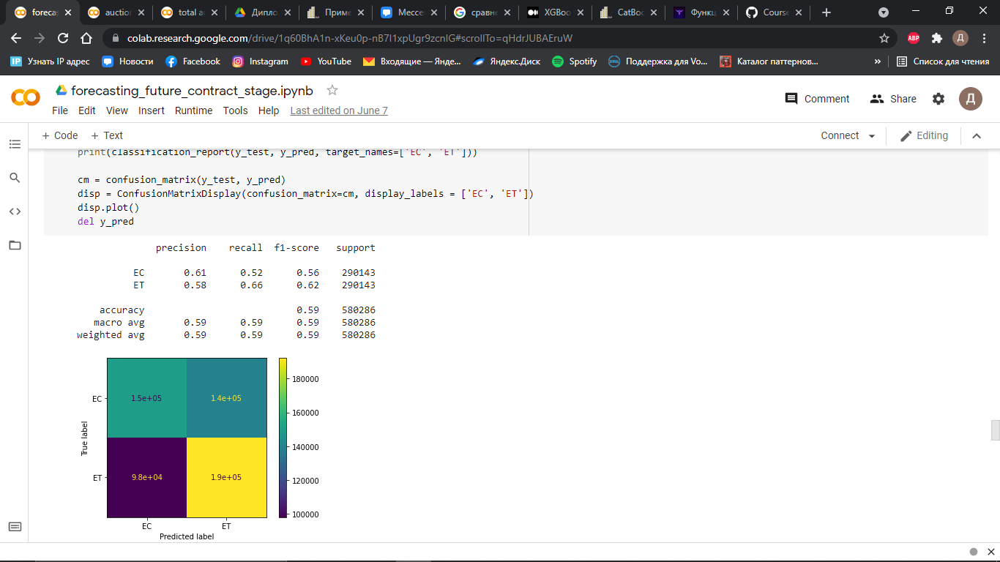 forecas
auction
total au
Дипло
Приме
Мессе
сравне
XGBoo
CatBoo
Функц
Course
colab.research.google.com/drive/1q60BhA1n-xKeu0p-nB7I1xpUgr9zcnIG#scrollTo=qHdrJUBAEruW
ABP
Д
IP Узнать IP адрес
Новости
Facebook
Instagram
YouTube
Входящие — Янде...
Яндекс.Диск
Spotify
Поддержка для Vo...
Каталог паттернов...
»
Список для чтения
forecasting_future_contract_stage.ipynb
Comment
Share
Д
File Edit View Insert Runtime Tools Help Last edited on June 7
+ Code + Text
Connect
Editing
print(classification_report(y_test, y_pred, target_names=['EC', 'ET']))
cm = confusion_matrix(y_test, y_pred)
disp = ConfusionMatrixDisplay(confusion_matrix=cm, display_labels = ['EC', 'ET'])
disp.plot()
del y_pred
precision recall f1-score support
EC 0.61 0.52 0.56 290143
ET 0.58 0.66 0.62 290143
accuracy 0.59 580286
macro avg 0.59 0.59 0.59 580286
weighted avg 0.59 0.59 0.59 580286
180000
EC 1.5e+05 1.4e+05
160000
True label
140000
ET 9.8e+04 1.9e+05
120000
100000
EC ET
Predicted label